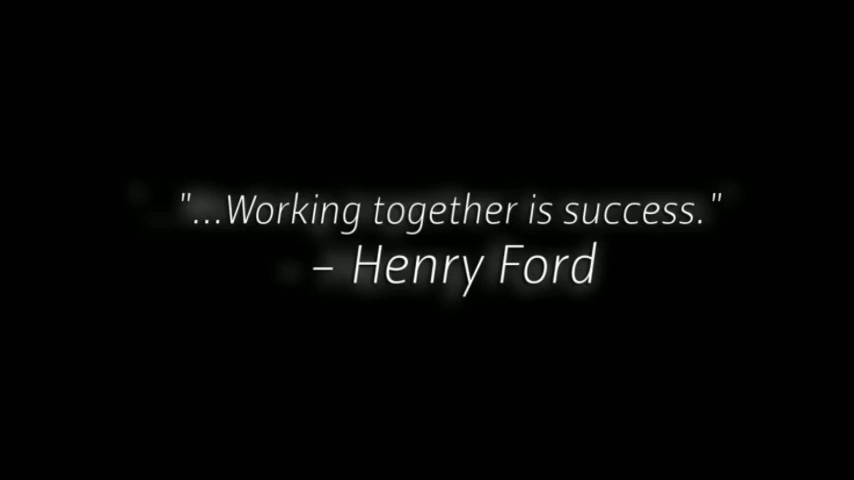 "...Working together is success."
– Henry Ford